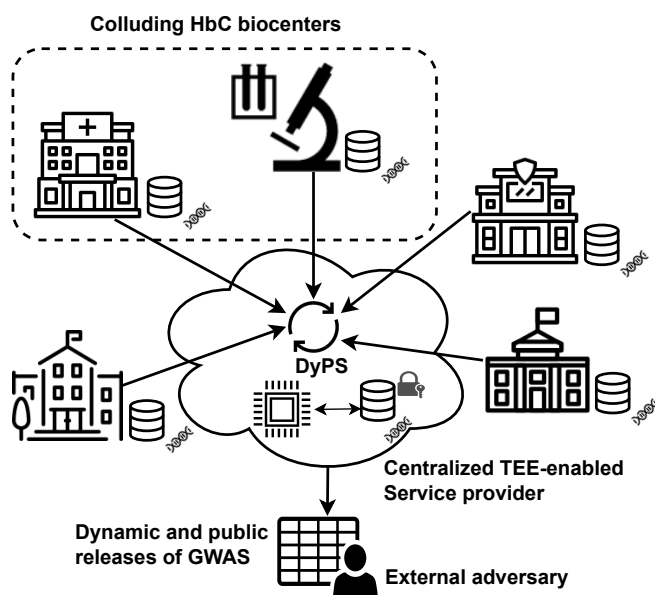 Colluding HbC biocenters
DyPS
Centralized TEE-enabled
Service provider
Dynamic and public
releases of GWAS
External adversary